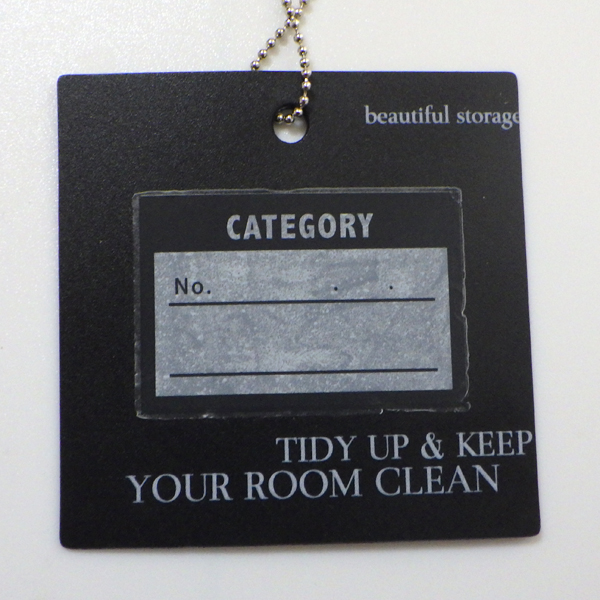 beautiful storage
CATEGORY
No. . .
TIDY UP & KEEP
YOUR ROOM CLEAN